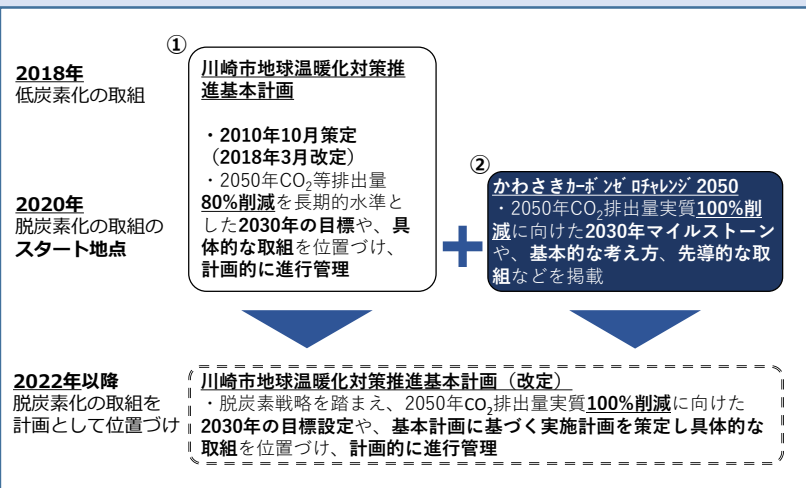 ①
2018年
低炭素化の取組
川崎市地球温暖化対策推
進基本計画
・2010年10月策定
（2018年3月改定）
・2050年CO₂等排出量
80%削減を長期的水準と
した2030年の目標や、具
体的な取組を位置づけ、
計画的に進行管理
2020年
脱炭素化の取組の
スタート地点
②
かわさきｶｰﾎﾞﾝｾﾞﾛﾁｬﾚﾝｼﾞ2050
・2050年CO₂排出量実質100%削
減に向けた2030年マイルストーン
や、基本的な考え方、先導的な取
組などを掲載
＋
2022年以降
脱炭素化の取組を
計画として位置づけ
川崎市地球温暖化対策推進基本計画（改定）
・脱炭素戦略を踏まえ、2050年CO₂排出量実質100%削減に向けた
2030年の目標設定や、基本計画に基づく実施計画を策定し具体的な
取組を位置づけ、計画的に進行管理